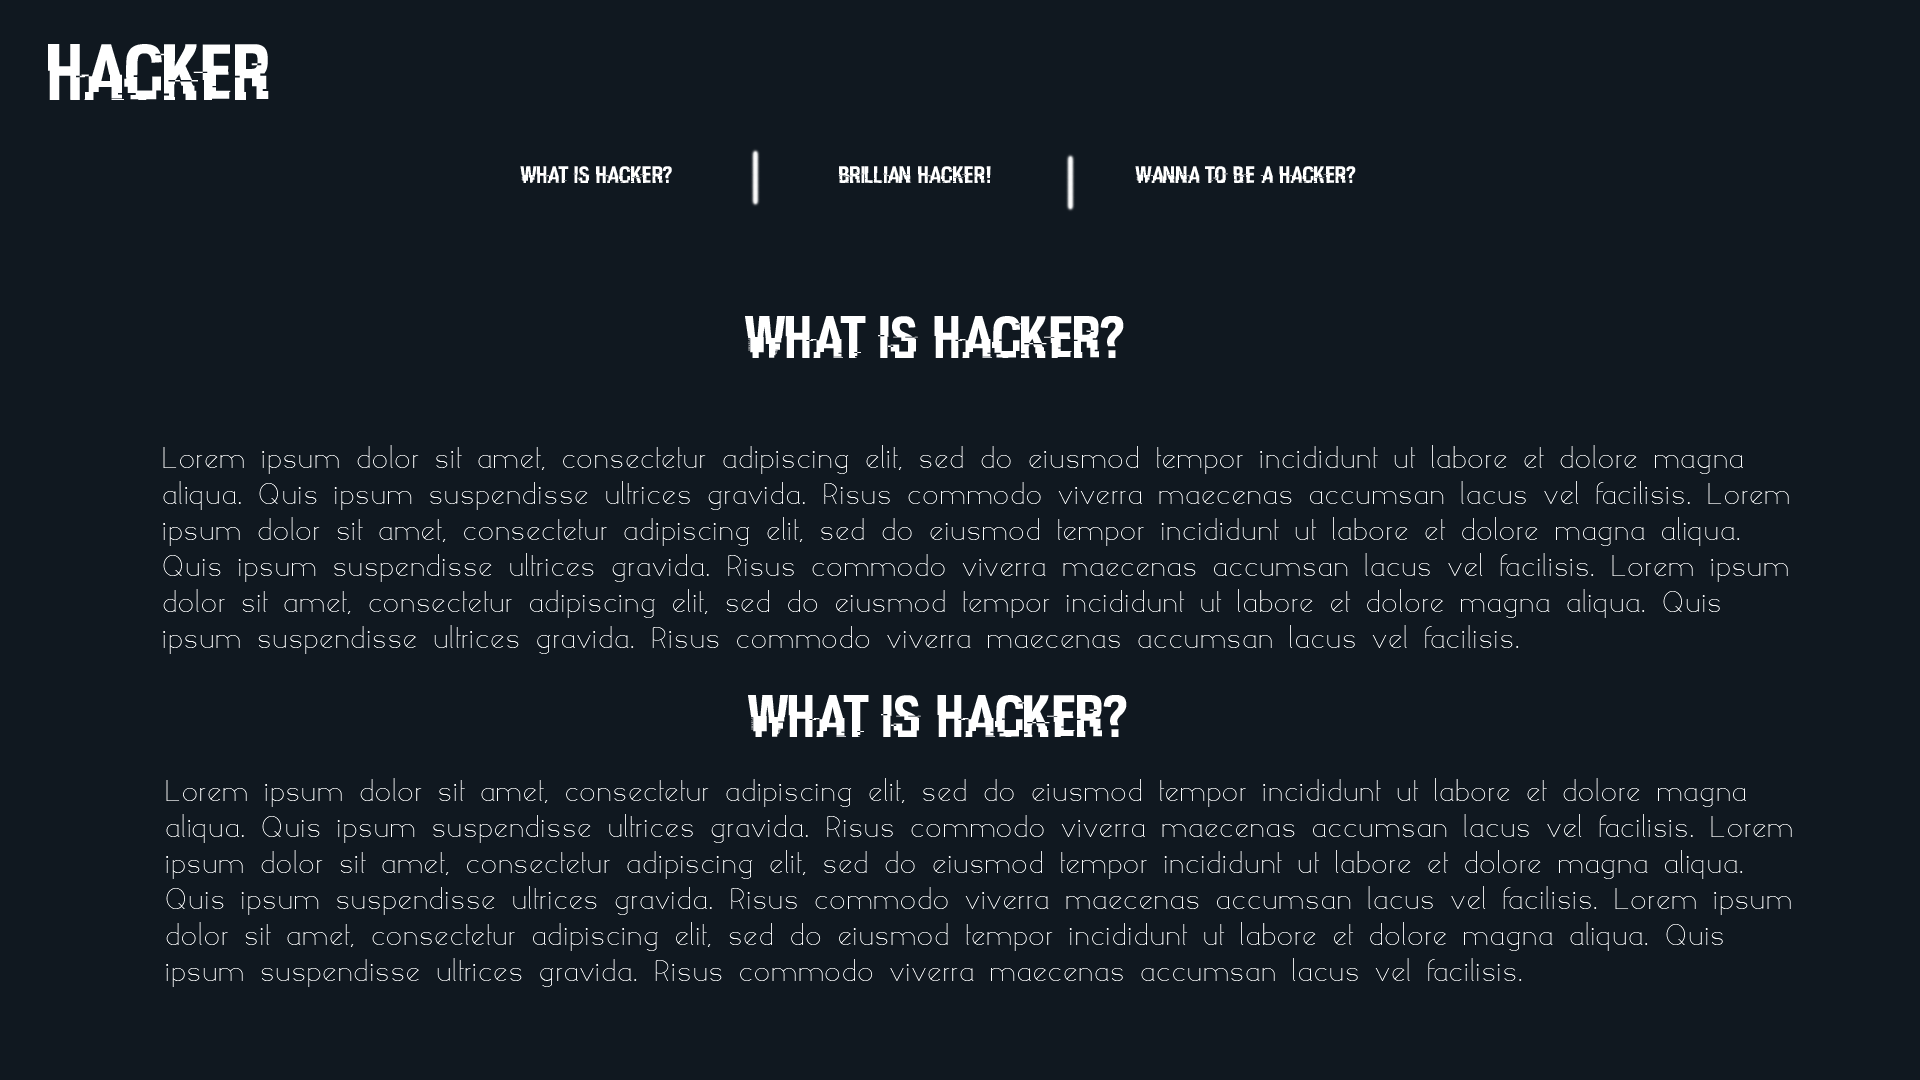 HACKER
WHAT IS HACKER?
BRILLIAN HACKER!
WANNA TO BE A HACKER?
WHAT IS HACKER?
Lorem ipsum dolor sit amet, consectetur adipiscing elit, sed do eiusmod tempor incididunt ut labore et dolore magna
aliqua. Quis ipsum suspendisse ultrices gravida. Risus commodo viverra maecenas accumsan lacus vel facilisis. Lorem
ipsum dolor sit amet, consectetur adipiscing elit, sed do eiusmod tempor incididunt ut labore et dolore magna aliqua.
Quis ipsum suspendisse ultrices gravida. Risus commodo viverra maecenas accumsan lacus vel facilisis. Lorem ipsum
dolor sit amet, consectetur adipiscing elit, sed do eiusmod tempor incididunt ut labore et dolore magna aliqua. Quis
ipsum suspendisse ultrices gravida. Risus commodo viverra maecenas accumsan lacus vel facilisis.
WHAT IS HACKER?
Lorem ipsum dolor sit amet, consectetur adipiscing elit, sed do eiusmod tempor incididunt ut labore et dolore magna
aliqua. Quis ipsum suspendisse ultrices gravida. Risus commodo viverra maecenas accumsan lacus vel facilisis. Lorem
ipsum dolor sit amet, consectetur adipiscing elit, sed do eiusmod tempor incididunt ut labore et dolore magna aliqua.
Quis ipsum suspendisse ultrices gravida. Risus commodo viverra maecenas accumsan lacus vel facilisis. Lorem ipsum
dolor sit amet, consectetur adipiscing elit, sed do eiusmod tempor incididunt ut labore et dolore magna aliqua. Quis
ipsum suspendisse ultrices gravida. Risus commodo viverra maecenas accumsan lacus vel facilisis.